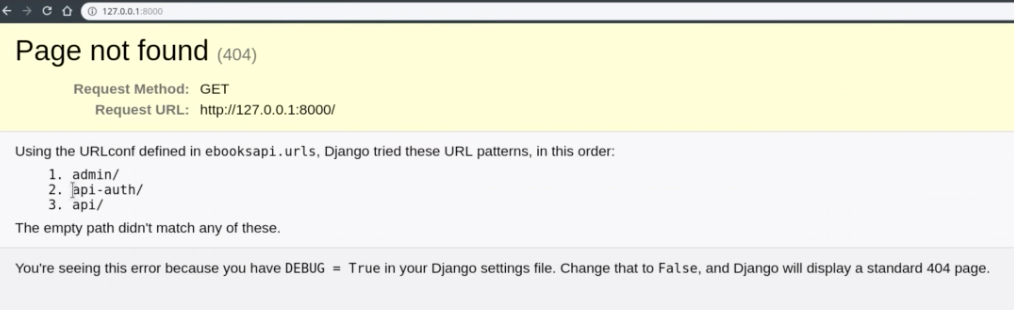 127.0.0.1:8000
Page not found (404)
Request Method: GET
Request URL: http://127.0.0.1:8000/
Using the URLconf defined in ebooksapi.urls, Django tried these URL patterns, in this order:
1. admin/
2. api-auth/
3. api/
The empty path didn't match any of these.
You're seeing this error because you have DEBUG = True in your Django settings file. Change that to False, and Django will display a standard 404 page.